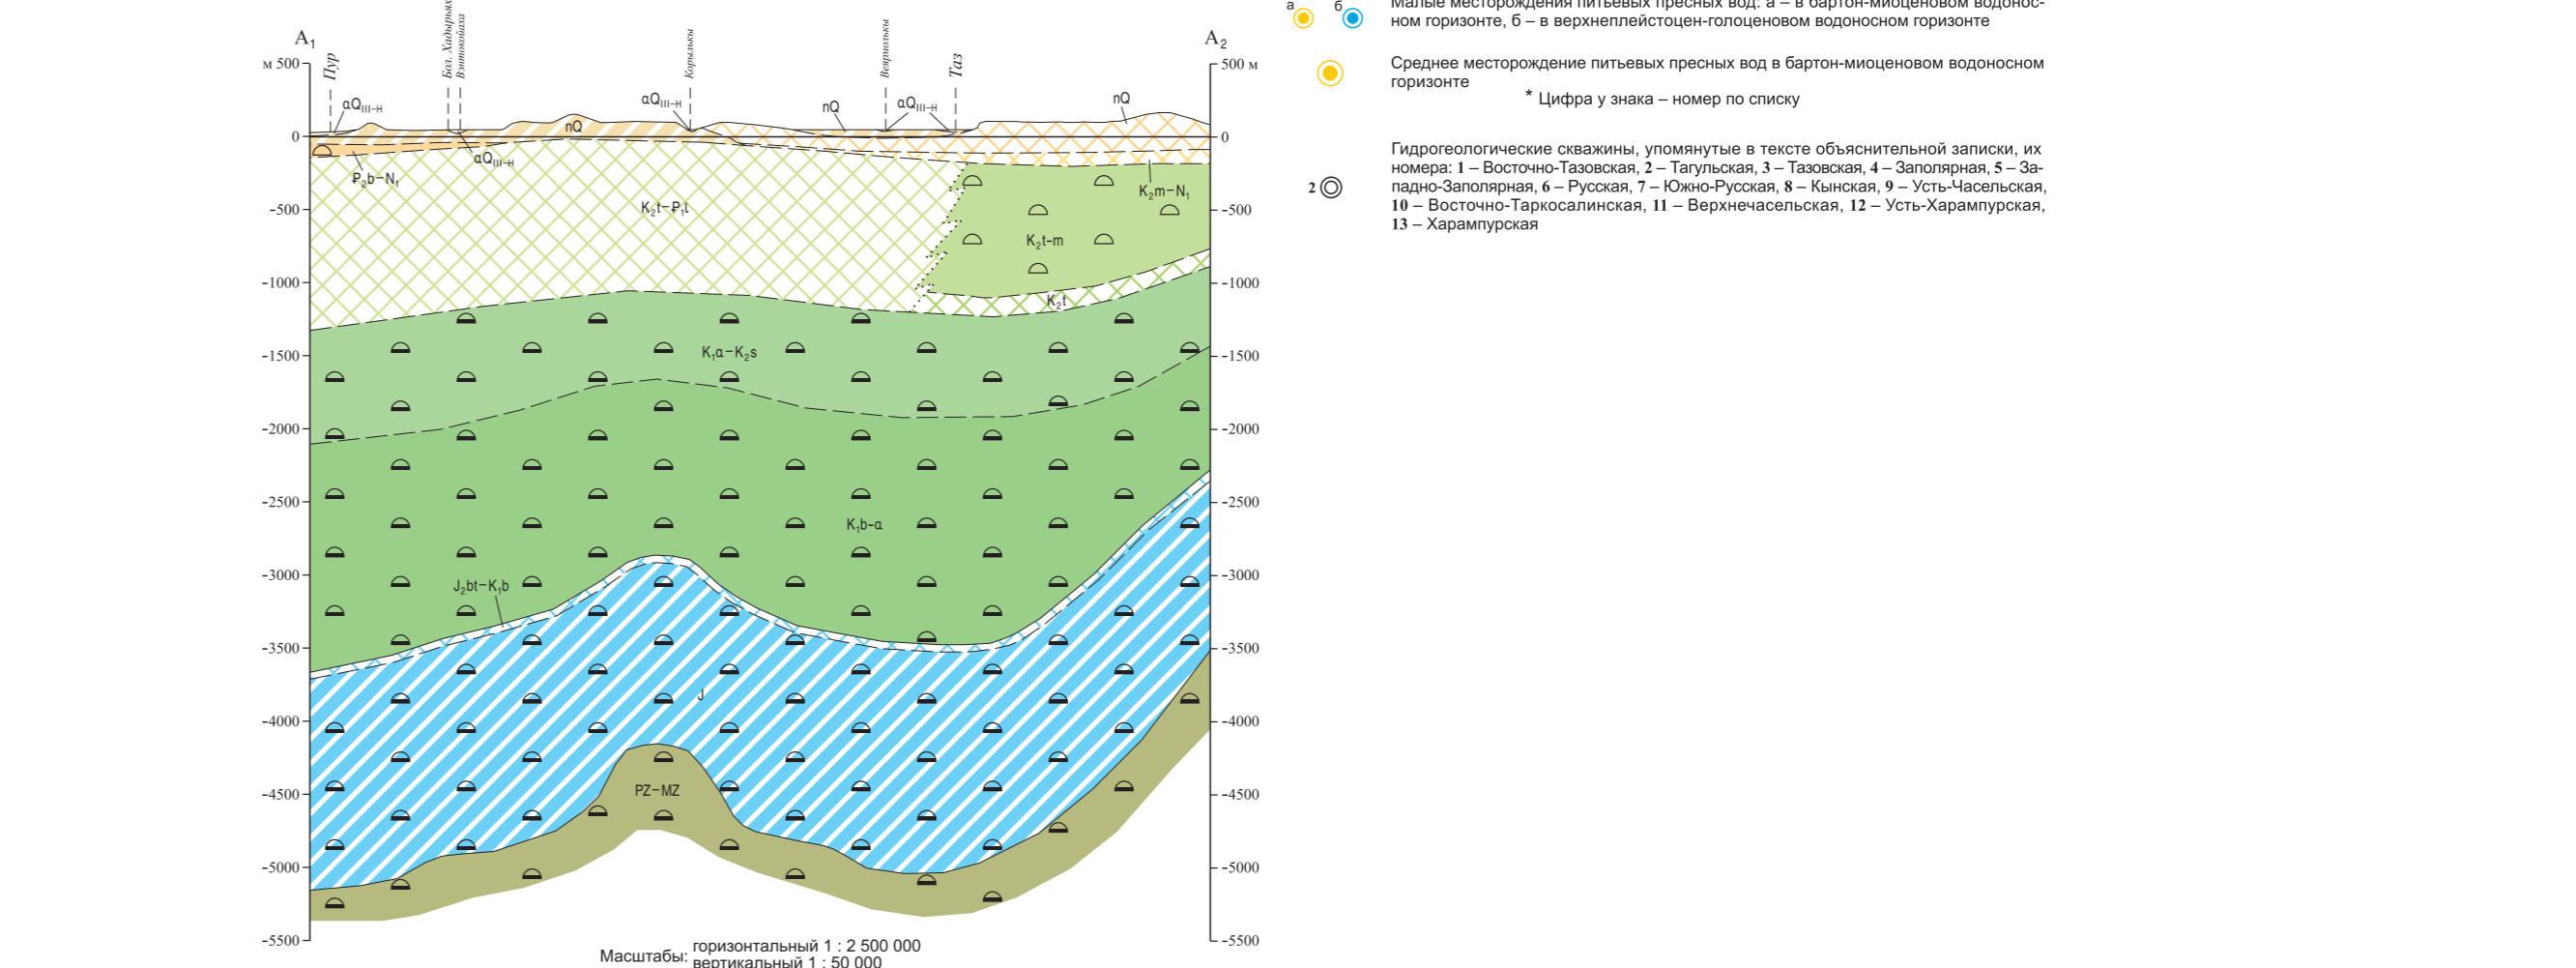 A₁
A₂
Пур
Бол. Хадырьяха
Вэнтокойаха
Корылькы
Веярмолькы
Таз
м 500
0
-500
-1000
-1500
-2000
-2500
-3000
-3500
-4000
-4500
-5000
-5500
500 м
0
-500
-1000
-1500
-2000
-2500
-3000
-3500
-4000
-4500
-5000
-5500
αQIII–H
αQIII–H
nQ
αQIII–H
nQ
nQ
αQIII–H
₽₂b–N₁
K₂m–N₁
K₂t–₽₁t
K₂t–m
K₂t
K₁a–K₂s
K₁b–a
J₂bt–K₁b
J
PZ–MZ
Масштабы:
горизонтальный 1 : 2 500 000
вертикальный 1 : 50 000
а б
Малые месторождения питьевых пресных вод: а – в бартон-миоценовом водонос-
ном горизонте, б – в верхнеплейстоцен-голоценовом водоносном горизонте
Среднее месторождение питьевых пресных вод в бартон-миоценовом водоносном
горизонте
* Цифра у знака – номер по списку
2
Гидрогеологические скважины, упомянутые в тексте объяснительной записки, их
номера: 1 – Восточно-Тазовская, 2 – Тагульская, 3 – Тазовская, 4 – Заполярная, 5 – За-
падно-Заполярная, 6 – Русская, 7 – Южно-Русская, 8 – Кынская, 9 – Усть-Часельская,
10 – Восточно-Таркосалинская, 11 – Верхнечасельская, 12 – Усть-Харампурская,
13 – Харампурская